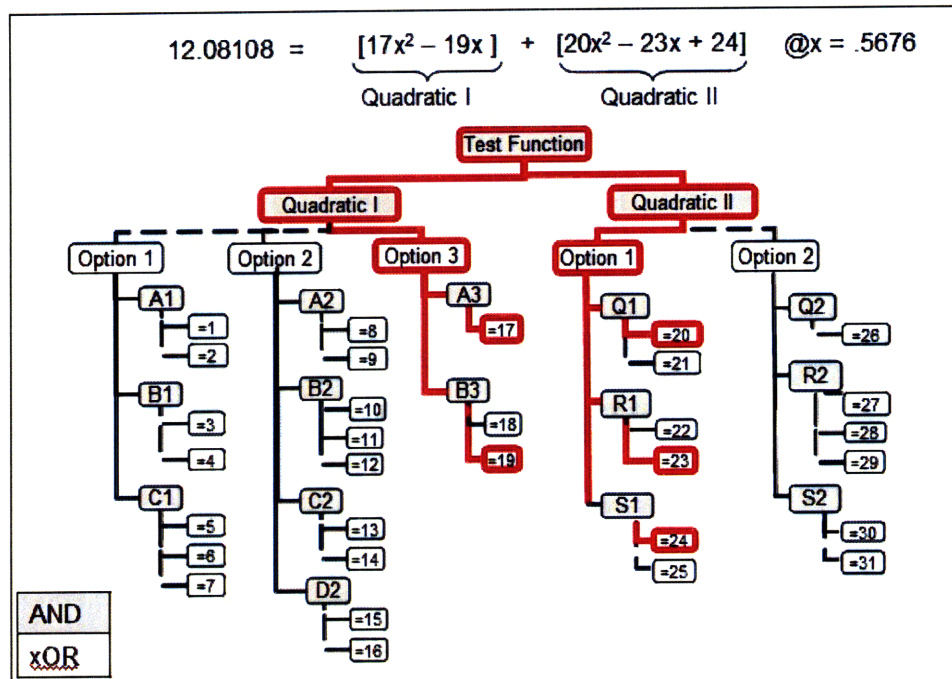 12.08108 = [17x² – 19x ] + [20x² – 23x + 24] @x = .5676
Quadratic I Quadratic II
Test Function
Quadratic I Quadratic II
Option 1 Option 2 Option 3 Option 1 Option 2
A1 A2 A3 Q1 Q2
=1 =8 =17 =20 =26
=2 =9 =21
B1 B2 B3 R1 R2
=3 =10 =18 =22 =27
=4 =11 =19 =23 =28
=12 =29
C1 C2 S1 S2
=5 =13 =24 =30
=6 =14 =25 =31
=7
D2
=15
=16
AND
xOR